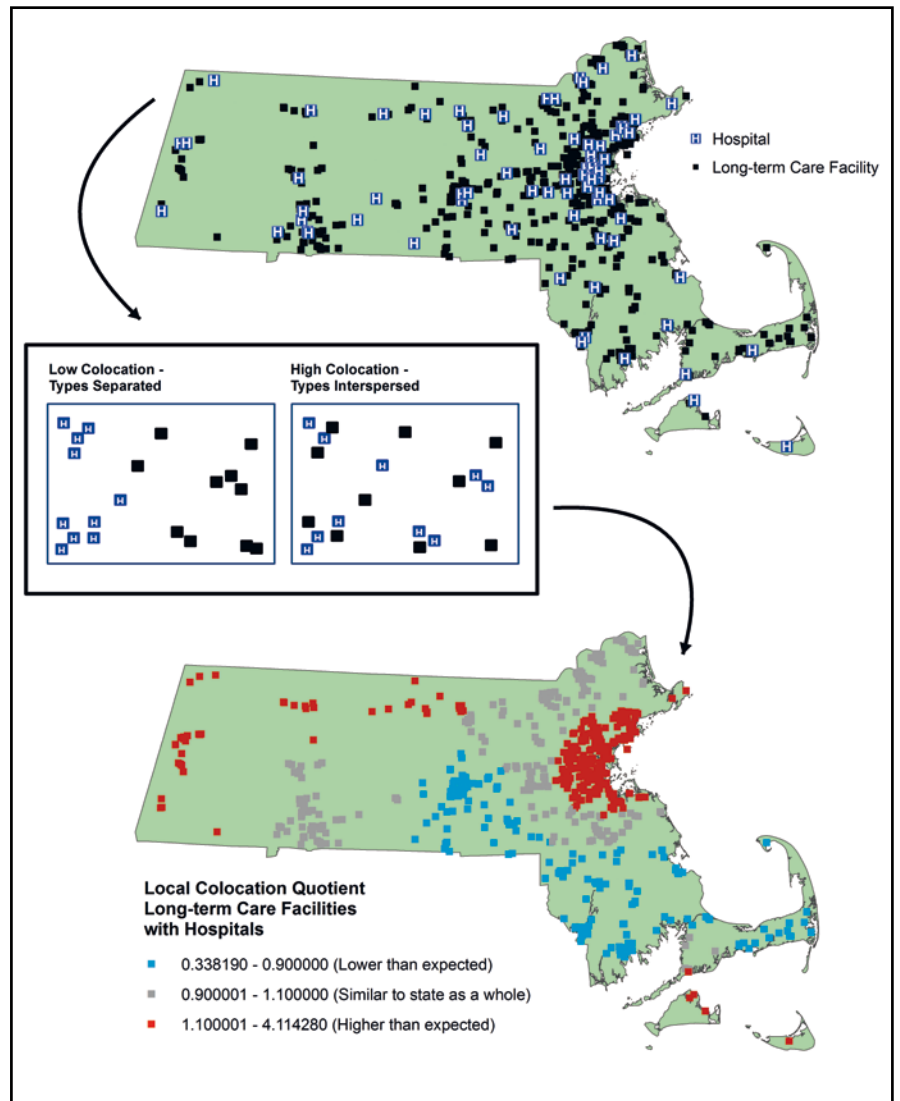 H Hospital
Long-term Care Facility
Low Colocation -
Types Separated
High Colocation -
Types Interspersed
Local Colocation Quotient
Long-term Care Facilities
with Hospitals
0.338190 - 0.900000 (Lower than expected)
0.900001 - 1.100000 (Similar to state as a whole)
1.100001 - 4.114280 (Higher than expected)